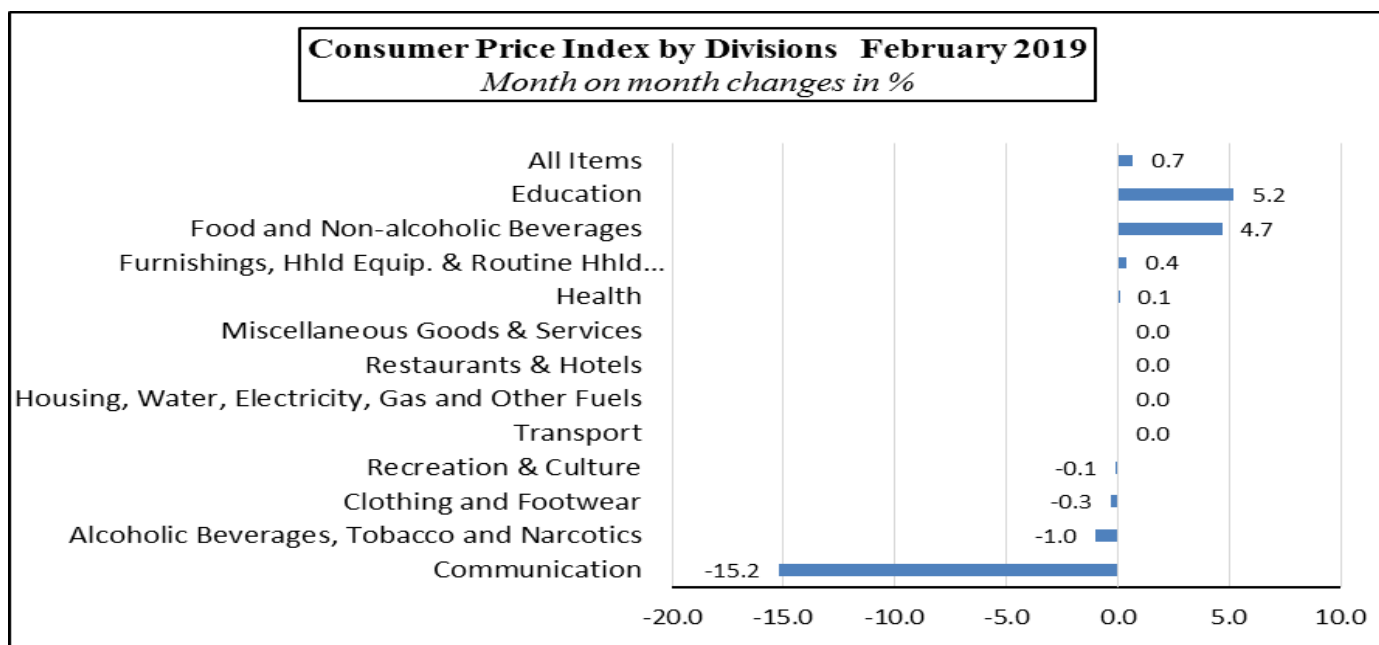 Consumer Price Index by Divisions February 2019
Month on month changes in %
All Items 0.7
Education 5.2
Food and Non-alcoholic Beverages 4.7
Furnishings, Hhld Equip. & Routine Hhld... 0.4
Health 0.1
Miscellaneous Goods & Services 0.0
Restaurants & Hotels 0.0
Housing, Water, Electricity, Gas and Other Fuels 0.0
Transport 0.0
Recreation & Culture -0.1
Clothing and Footwear -0.3
Alcoholic Beverages, Tobacco and Narcotics -1.0
Communication -15.2
-20.0 -15.0 -10.0 -5.0 0.0 5.0 10.0